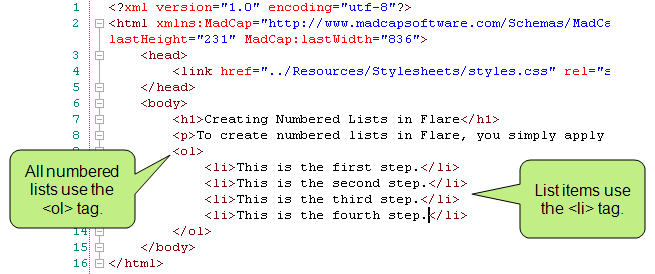 1 <?xml version="1.0" encoding="utf-8"?>
2 <html xmlns:MadCap="http://www.madcapsoftware.com/Schemas/MadCa
lastHeight="231" MadCap:lastWidth="836">
3 <head>
4 <link href="../Resources/Stylesheets/styles.css" rel="s
5 </head>
6 <body>
7 <h1>Creating Numbered Lists in Flare</h1>
8 <p>To create numbered lists in Flare, you simply apply
<ol>
<li>This is the first step.</li>
<li>This is the second step.</li>
<li>This is the third step.</li>
<li>This is the fourth step.</li>
14 </ol>
15 </body>
16 </html>
All numbered
lists use the
<ol> tag.
List items use
the <li> tag.